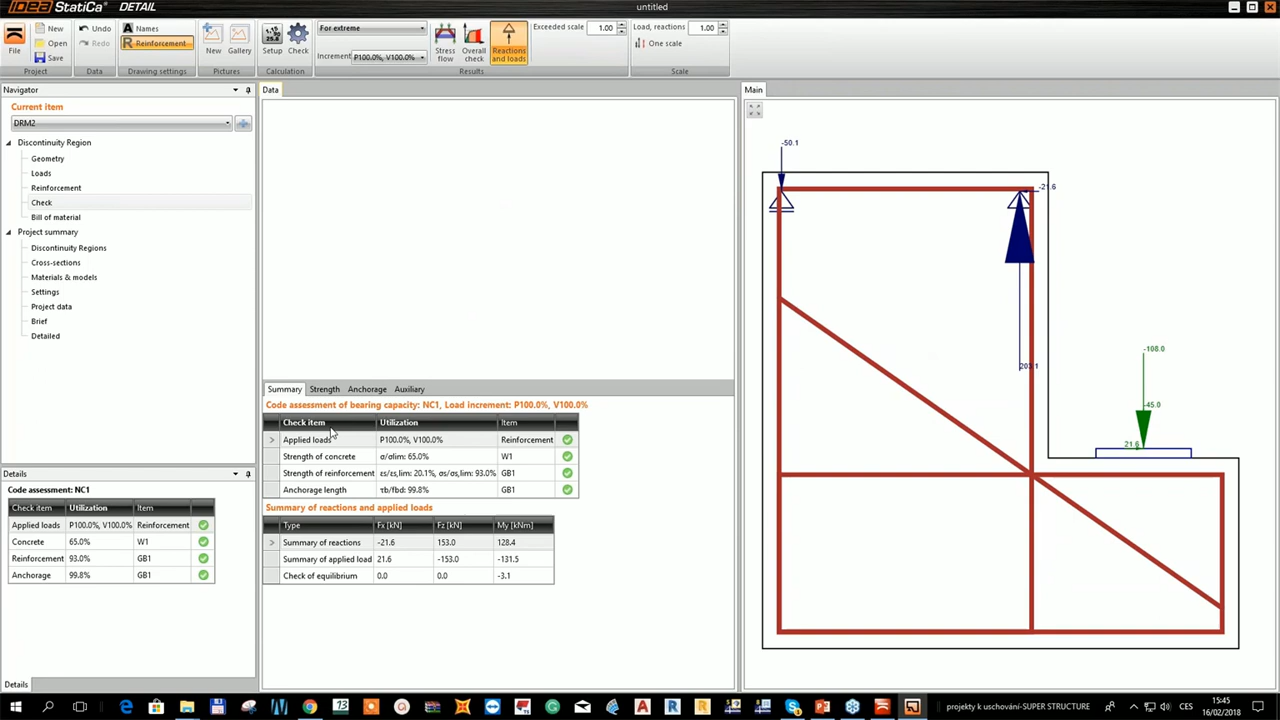 IDEA StatiCa® DETAIL
untitled
File
New
Open
Save
Project
Undo
Redo
Data
Names
Reinforcement
Drawing settings
New
Gallery
Pictures
Setup
Check
Calculation
For extreme
Increment P100.0%, V100.0%
Stress flow
Overall check
Reactions and loads
Results
Exceeded scale 1.00
Load, reactions 1.00
One scale
Scale
Navigator
Current item
DRM2
Discontinuity Region
Geometry
Loads
Reinforcement
Check
Bill of material
Project summary
Discontinuity Regions
Cross-sections
Materials & models
Settings
Project data
Brief
Detailed
Details
Code assessment: NC1
Check item Utilization Item
Applied loads P100.0%, V100.0% Reinforcement
Concrete 65.0% W1
Reinforcement 93.0% GB1
Anchorage 99.8% GB1
Details
Data
Summary Strength Anchorage Auxiliary
Code assessment of bearing capacity: NC1, Load increment: P100.0%, V100.0%
Check item Utilization Item
Applied loads P100.0%, V100.0% Reinforcement
Strength of concrete σ/σlim: 65.0% W1
Strength of reinforcement εs/εs,lim: 20.1%, σs/σs,lim: 93.0% GB1
Anchorage length τb/fbd: 99.8% GB1
Summary of reactions and applied loads
Type Fx [kN] Fz [kN] My [kNm]
Summary of reactions -21.6 153.0 128.4
Summary of applied load 21.6 -153.0 -131.5
Check of equilibrium 0.0 0.0 -3.1
Main
-50.1
-21.6
203.1
-108.0
-45.0
21.6
projekty k uschování-SUPER STRUCTURE
CES
15:45
16/02/2018